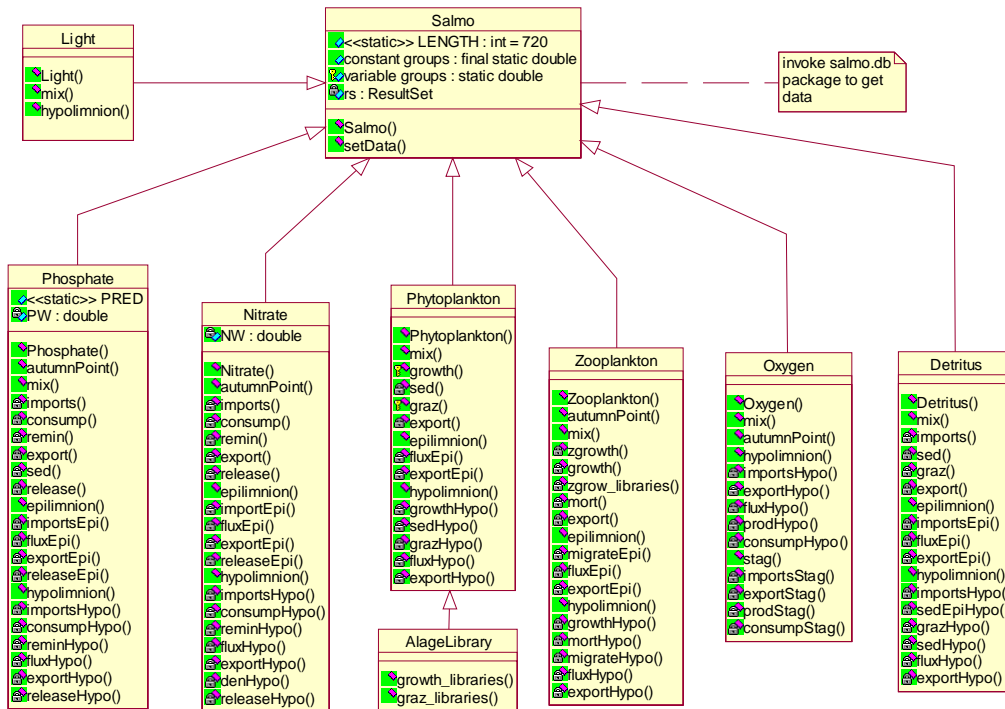 Light
Light()
mix()
hypolimnion()
Salmo
<<static>> LENGTH : int = 720
constant groups : final static double
variable groups : static double
rs : ResultSet
Salmo()
setData()
invoke salmo.db
package to get
data
Phosphate
<<static>> PRED
PW : double
Phosphate()
autumnPoint()
mix()
imports()
consump()
remin()
export()
sed()
release()
epilimnion()
importsEpi()
fluxEpi()
exportEpi()
releaseEpi()
hypolimnion()
importsHypo()
consumpHypo()
reminHypo()
fluxHypo()
exportHypo()
releaseHypo()
Nitrate
NW : double
Nitrate()
autumnPoint()
imports()
consump()
remin()
export()
release()
epilimnion()
importEpi()
fluxEpi()
exportEpi()
releaseEpi()
hypolimnion()
importsHypo()
consumpHypo()
reminHypo()
fluxHypo()
exportHypo()
denHypo()
releaseHypo()
Phytoplankton
Phytoplankton()
mix()
growth()
sed()
graz()
export()
epilimnion()
fluxEpi()
exportEpi()
hypolimnion()
growthHypo()
sedHypo()
grazHypo()
fluxHypo()
exportHypo()
AlageLibrary
growth_libraries()
graz_libraries()
Zooplankton
Zooplankton()
autumnPoint()
mix()
zgrowth()
growth()
zgrow_libraries()
mort()
export()
epilimnion()
migrateEpi()
fluxEpi()
exportEpi()
hypolimnion()
growthHypo()
mortHypo()
migrateHypo()
fluxHypo()
exportHypo()
Oxygen
Oxygen()
mix()
autumnPoint()
hypolimnion()
importsHypo()
exportHypo()
fluxHypo()
prodHypo()
consumpHypo()
stag()
importsStag()
exportStag()
prodStag()
consumpStag()
Detritus
Detritus()
mix()
imports()
sed()
graz()
export()
epilimnion()
importsEpi()
fluxEpi()
exportEpi()
hypolimnion()
importsHypo()
sedEpiHypo()
grazHypo()
sedHypo()
fluxHypo()
exportHypo()